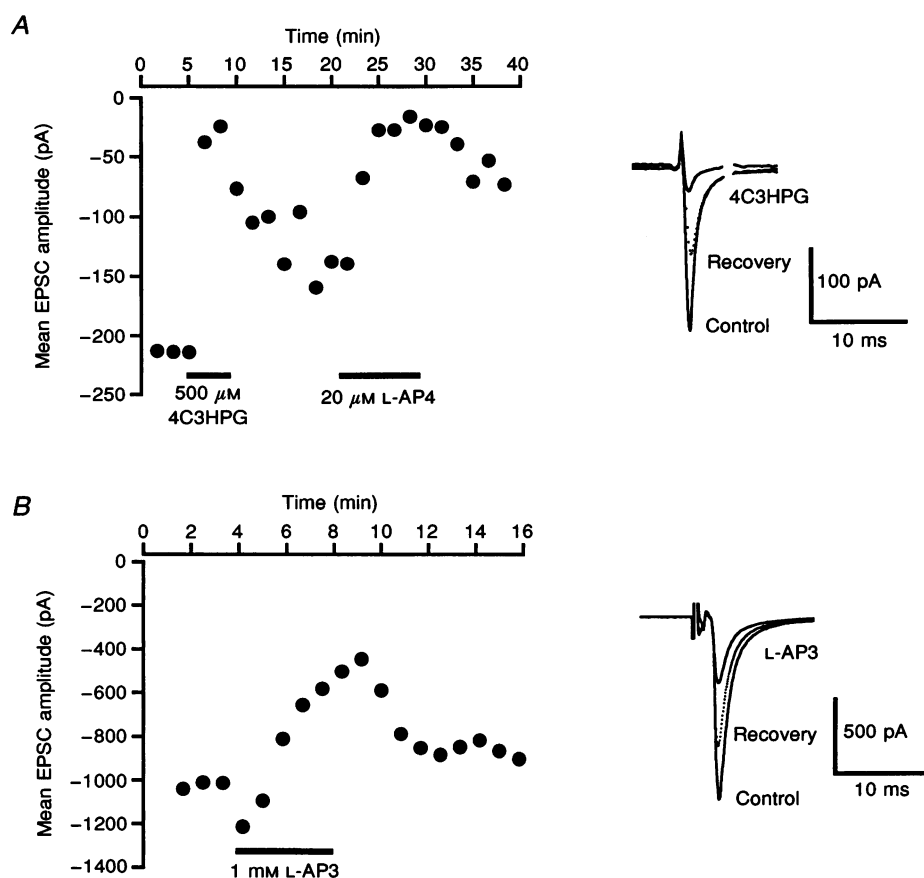 A
Time (min)
0 5 10 15 20 25 30 35 40
Mean EPSC amplitude (pA)
0
−50
−100
−150
−200
−250
500 μM
4C3HPG
20 μM L-AP4
4C3HPG
Recovery
Control
100 pA
10 ms
B
Time (min)
0 2 4 6 8 10 12 14 16
Mean EPSC amplitude (pA)
0
−200
−400
−600
−800
−1000
−1200
−1400
1 mM L-AP3
L-AP3
Recovery
Control
500 pA
10 ms